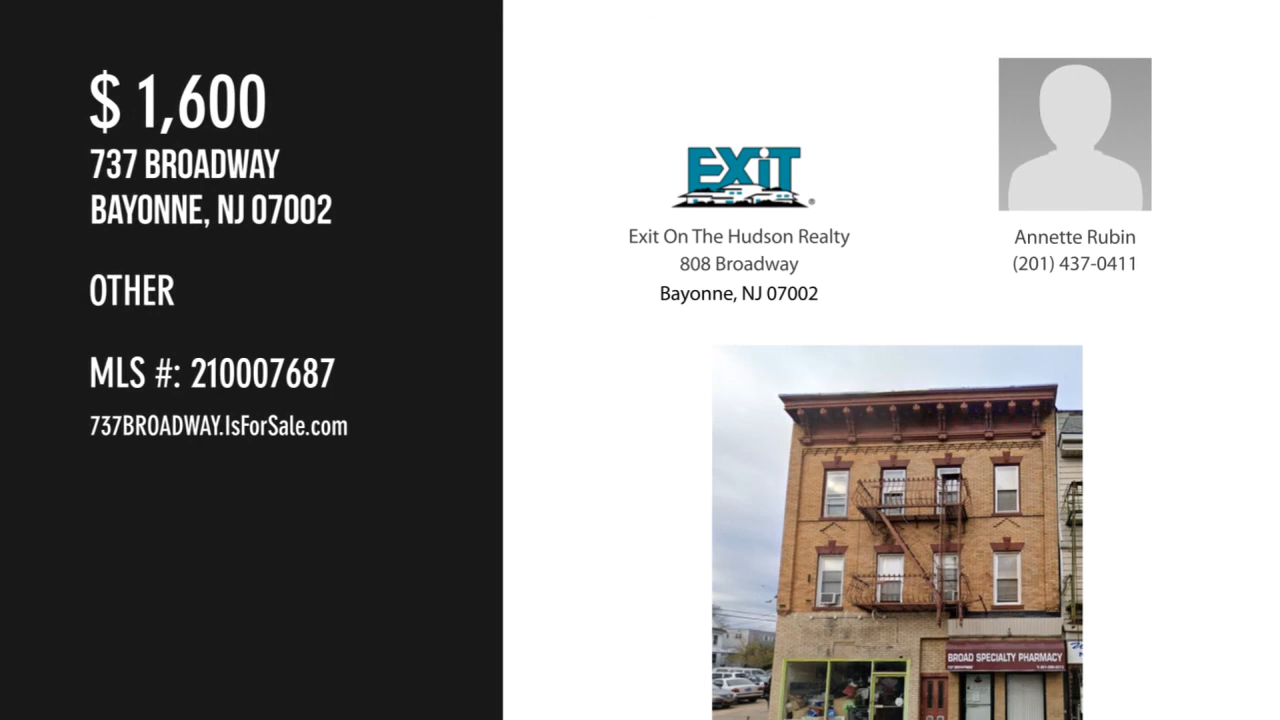 $ 1,600
737 BROADWAY
BAYONNE, NJ 07002
OTHER
MLS #: 210007687
737BROADWAY.IsForSale.com
EXiT
Exit On The Hudson Realty
808 Broadway
Bayonne, NJ 07002
Annette Rubin
(201) 437-0411
BROAD SPECIALTY PHARMACY